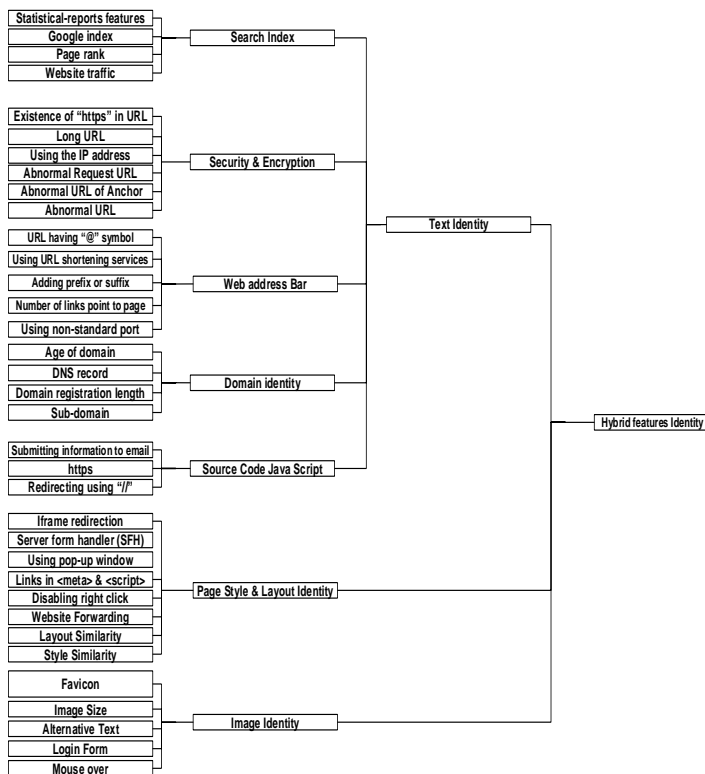 Statistical-reports features
Google index
Page rank
Website traffic
Search Index
Existence of “https” in URL
Long URL
Using the IP address
Abnormal Request URL
Abnormal URL of Anchor
Abnormal URL
Security & Encryption
URL having “@” symbol
Using URL shortening services
Adding prefix or suffix
Number of links point to page
Using non-standard port
Web address Bar
Age of domain
DNS record
Domain registration length
Sub-domain
Domain identity
Submitting information to email
https
Redirecting using “//”
Source Code Java Script
Text Identity
Iframe redirection
Server form handler (SFH)
Using pop-up window
Links in <meta> & <script>
Disabling right click
Website Forwarding
Layout Similarity
Style Similarity
Page Style & Layout Identity
Favicon
Image Size
Alternative Text
Login Form
Mouse over
Image Identity
Hybrid features Identity